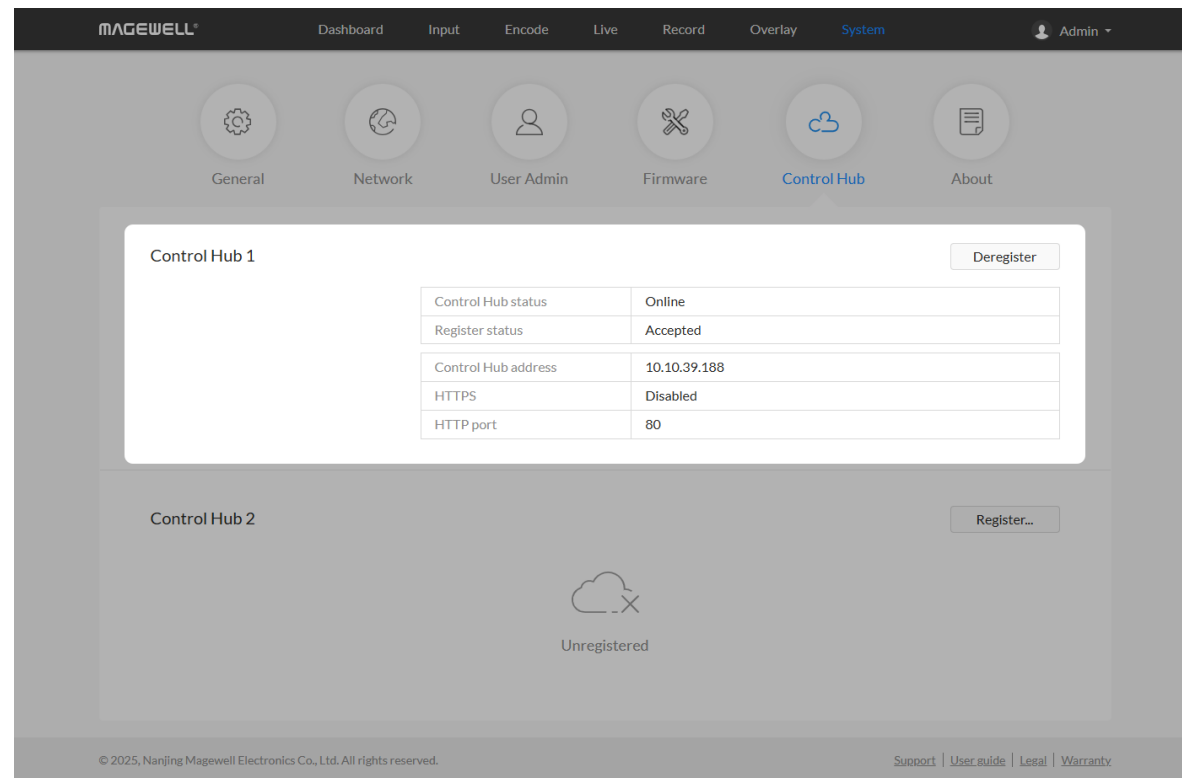 MAGEWELL®
Dashboard Input Encode Live Record Overlay System Admin
General Network User Admin Firmware Control Hub About
Control Hub 1 Deregister
Control Hub status Online
Register status Accepted
Control Hub address 10.10.39.188
HTTPS Disabled
HTTP port 80
Control Hub 2 Register...
Unregistered
© 2025, Nanjing Magewell Electronics Co., Ltd. All rights reserved. Support | User guide | Legal | Warranty